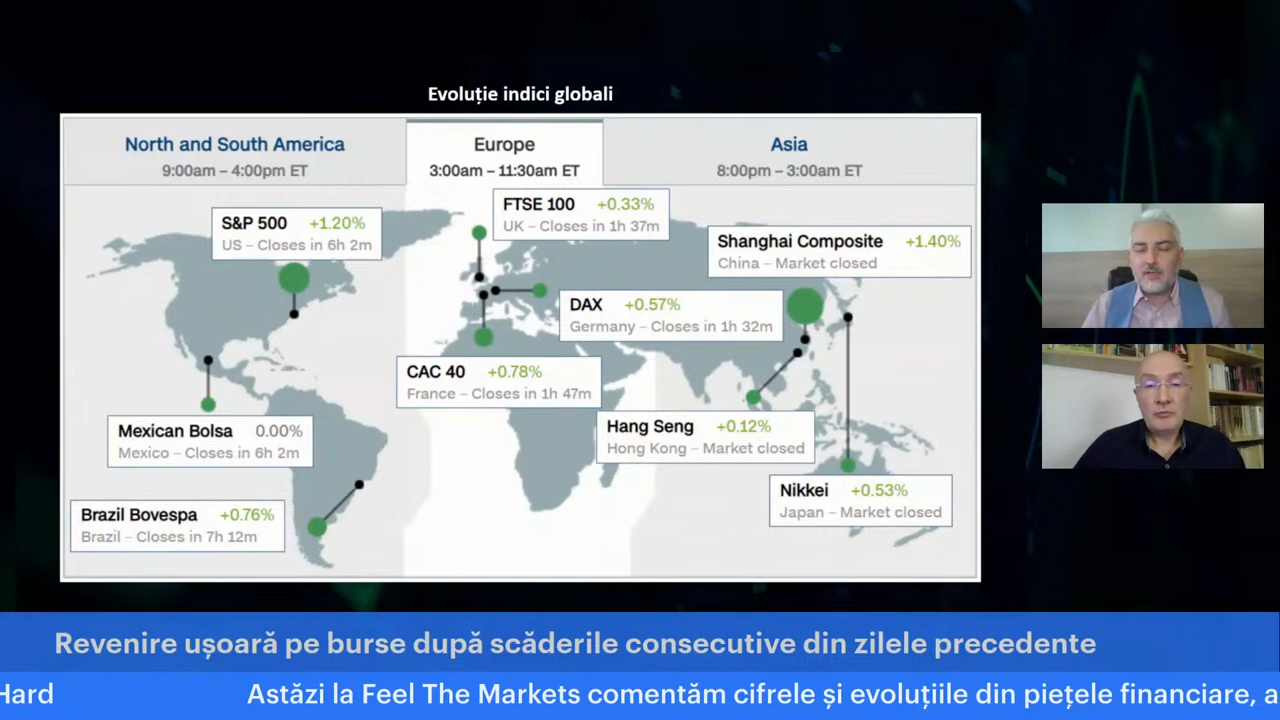 Evoluție indici globali
North and South America
9:00am – 4:00pm ET
Europe
3:00am – 11:30am ET
Asia
8:00pm – 3:00am ET
S&P 500 +1.20%
US – Closes in 6h 2m
FTSE 100 +0.33%
UK – Closes in 1h 37m
Shanghai Composite +1.40%
China – Market closed
DAX +0.57%
Germany – Closes in 1h 32m
CAC 40 +0.78%
France – Closes in 1h 47m
Mexican Bolsa 0.00%
Mexico – Closes in 6h 2m
Hang Seng +0.12%
Hong Kong – Market closed
Nikkei +0.53%
Japan – Market closed
Brazil Bovespa +0.76%
Brazil – Closes in 7h 12m
Revenire ușoară pe burse după scăderile consecutive din zilele precedente
Hard Astăzi la Feel The Markets comentăm cifrele și evoluțiile din piețele financiare, a